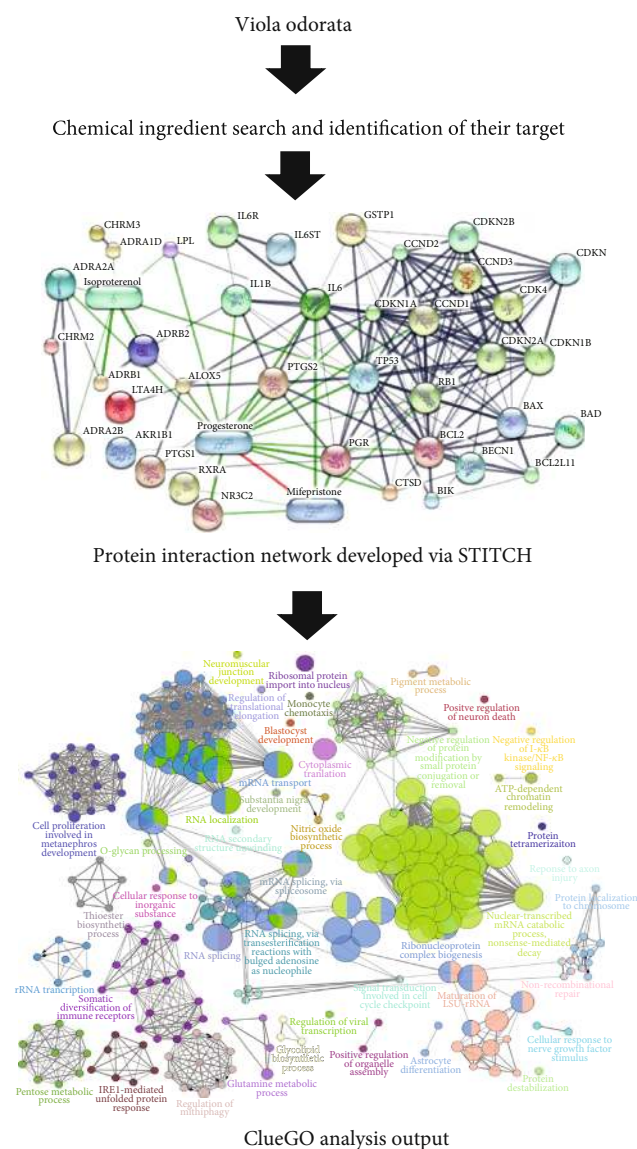 Viola odorata
Chemical ingredient search and identification of their target
CHRM3
ADRA1D
LPL
IL6R
IL6ST
GSTP1
CDKN2B
CCND2
CCND3
CDKN
ADRA2A
Isoproterenol
IL1B
IL6
CDKN1A
CCND1
CDK4
CHRM2
ADRB2
CDKN2A
CDKN1B
PTGS2
TP53
ADRB1
ALOX5
RB1
LTA4H
BAX
BAD
Progesterone
ADRA2B
AKR1B1
PTGS1
PGR
BCL2
BECN1
RXRA
BCL2L11
NR3C2
Mifepristone
CTSD
BIK
Protein interaction network developed via STITCH
Neuromuscular
junction
development
Ribosomal protein
import into nucleus
Pigment metabolic
process
Regulation of
translational
elongation
Monocyte
chemotaxis
Positve regulation
of neuron death
Blastocyst
development
Cytoplasmic
tranlation
Negative regulation
of protein
modification by
small protein
conjugation or
removal
Negative regulation
of I-κB
kinase/NF-κB
signaling
mRNA transport
ATP-dependent
chromatin
remodeling
Substantia nigra
development
RNA localization
Nitric oxide
biosynthetic
process
Cell proliferation
involved in
metanephros
development
RNA secondary
structure unwinding
Protein
tetramerizaiton
O-glycan processing
Reponse to axon
injury
mRNA splicing, via
spliceosome
Cellular response to
inorganic
substance
Thioester
biosynthetic
process
Protein localization
to chromosome
Nuclear-transcribed
mRNA catabolic process,
nonsense-mediated
decay
RNA splicing, via
transesterification
reactions with
bulged adenosine
as nucleophile
Ribonucleoprotein
complex biogenesis
RNA splicing
rRNA transcription
Somatic
diversification of
immune receptors
Signal transduction
involved in cell
cycle checkpoint
Maturation of
LSU-rRNA
Non-recombinational
repair
Regulation of viral
transcription
Glycolipid
biosynthetic
process
Positive regulation
of organelle
assembly
Astrocyte
differentiation
Cellular response to
nerve growth factor
stimulus
Pentose metabolic
process
IRE1-mediated
unfolded protein
response
Regulation of
mithiphagy
Glutamine metabolic
process
Protein
destabilization
ClueGO analysis output